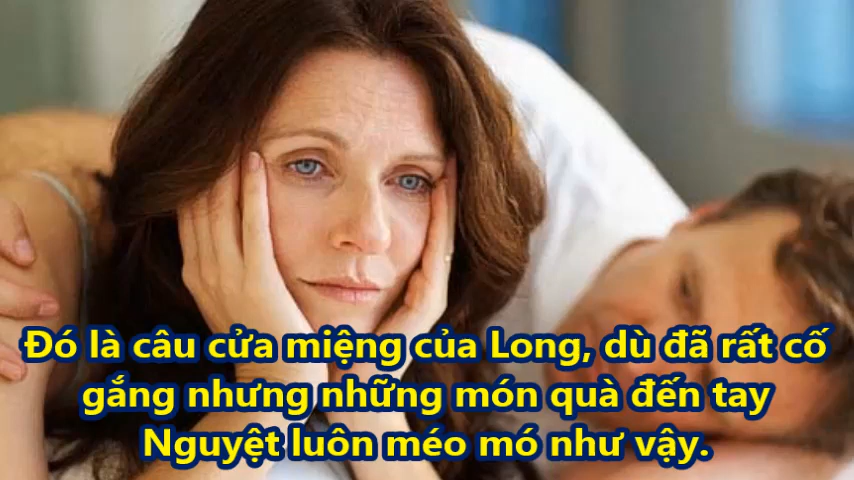 Đó là câu cửa miệng của Long, dù đã rất cố
gắng nhưng những món quà đến tay
Nguyệt luôn méo mó như vậy.